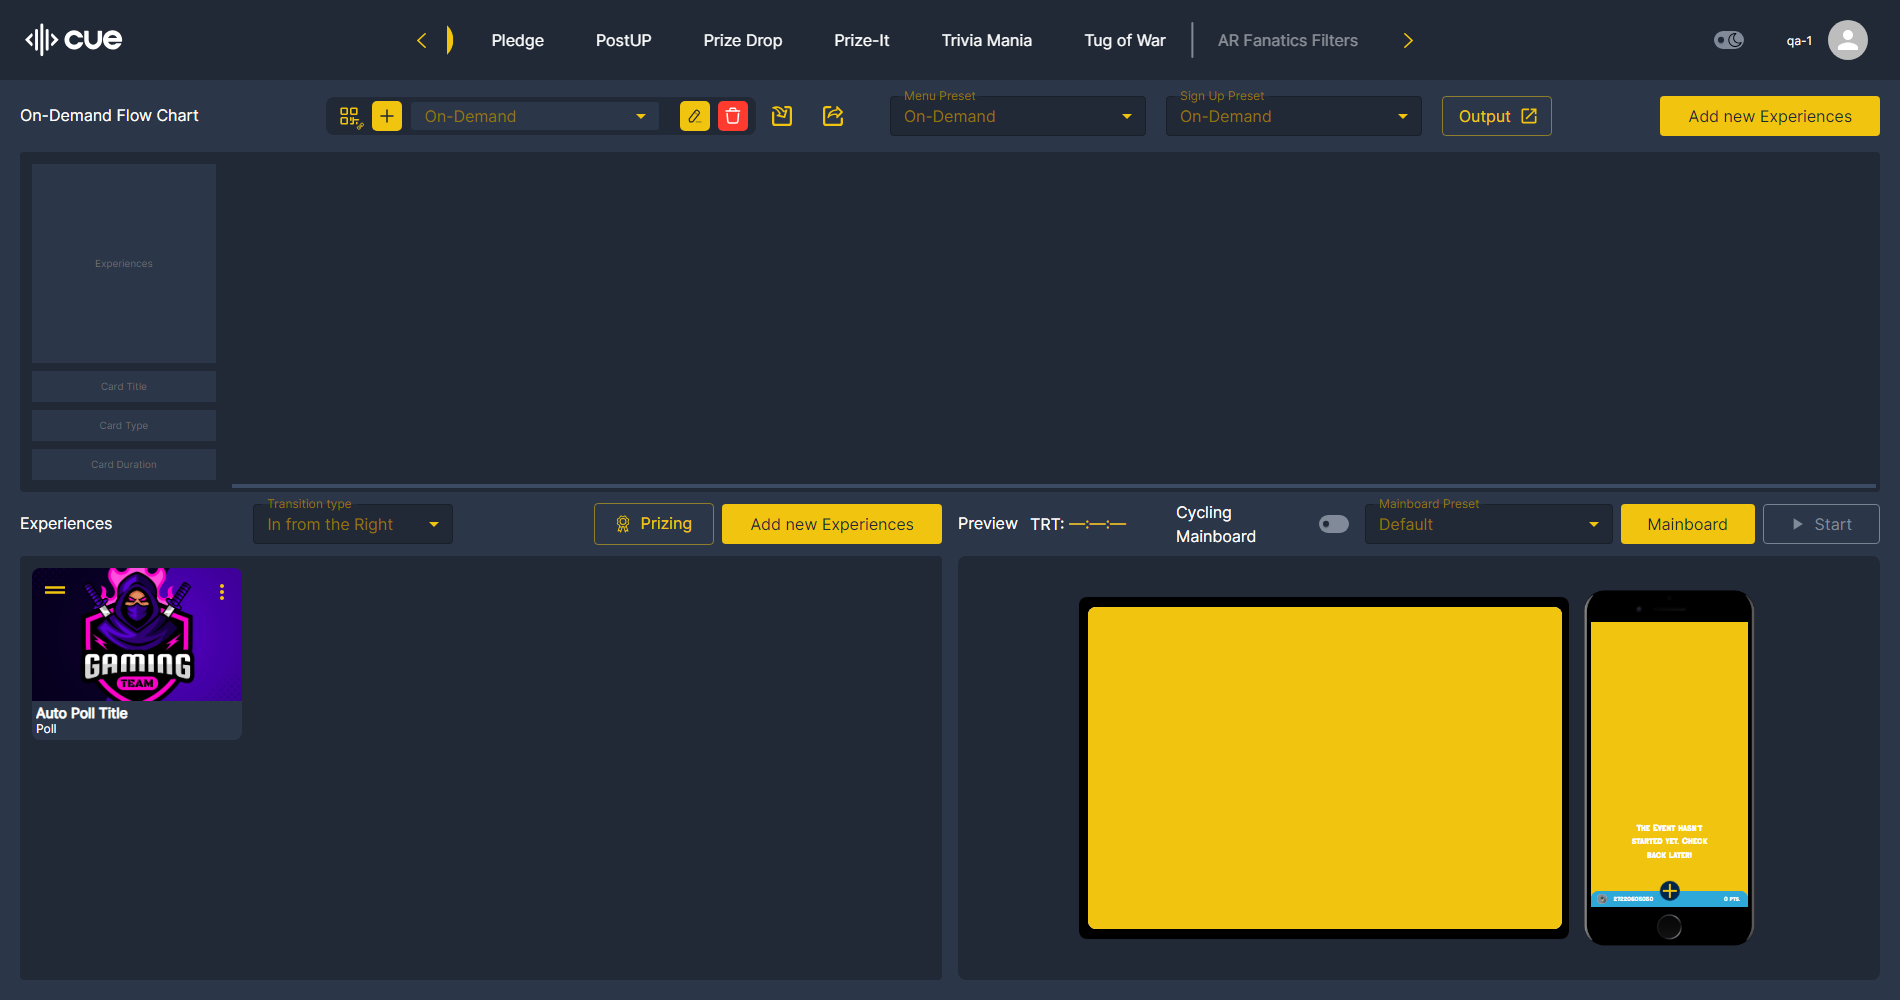 cue
Pledge
PostUP
Prize Drop
Prize-It
Trivia Mania
Tug of War
AR Fanatics Filters
qa-1
On-Demand Flow Chart
On-Demand
Menu Preset
On-Demand
Sign Up Preset
On-Demand
Output
Add new Experiences
Experiences
Card Title
Card Type
Card Duration
Experiences
Transition type
In from the Right
Prizing
Add new Experiences
Preview
TRT: —:—:—
Cycling
Mainboard
Mainboard Preset
Default
Mainboard
Start
GAMING
TEAM
Auto Poll Title
Poll
The Event hasn't
started yet. Check
back later!
21220505050 0 PTS.